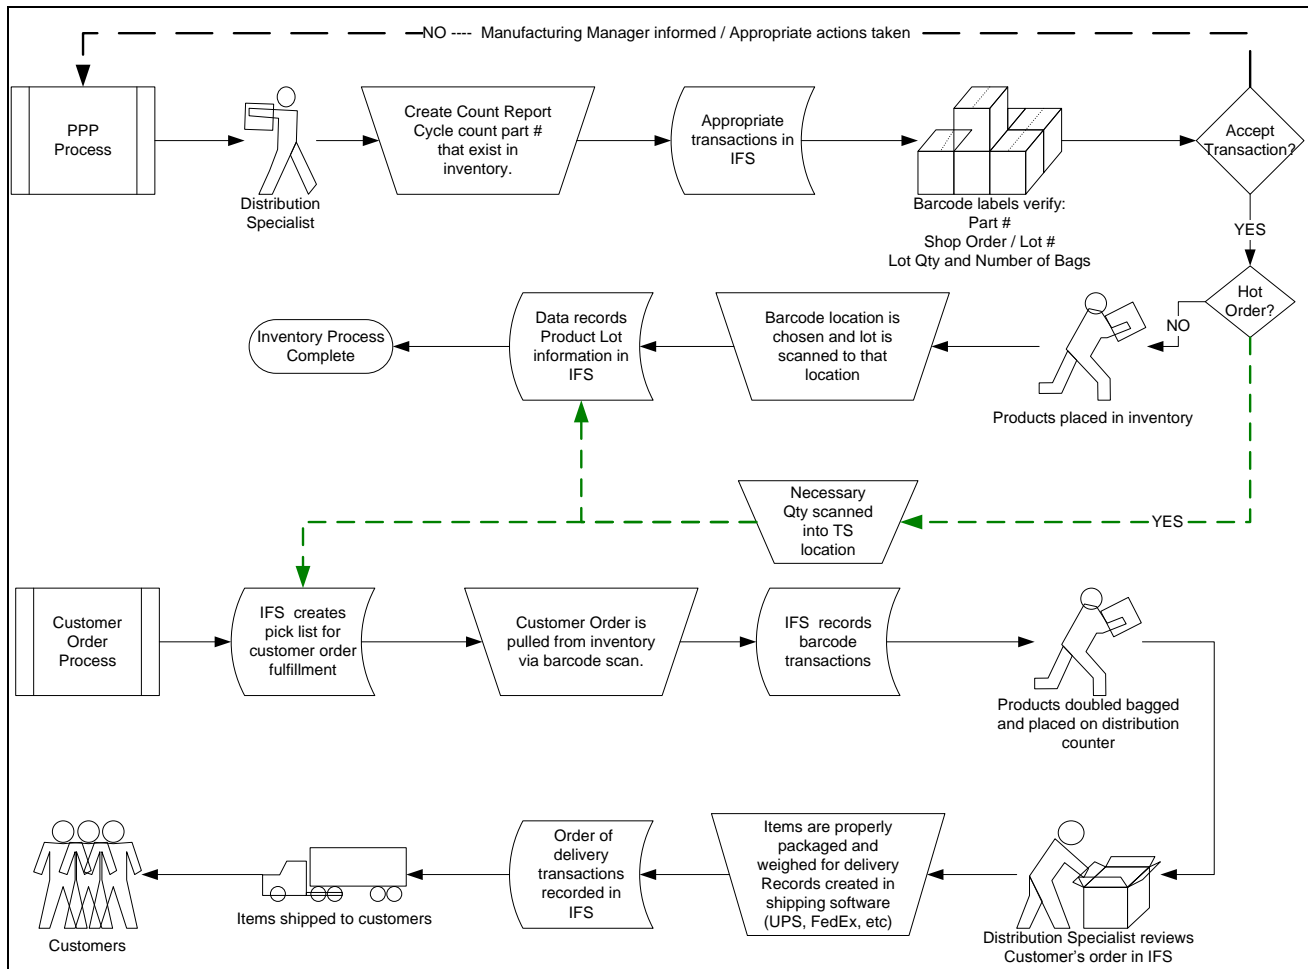 NO ---- Manufacturing Manager informed / Appropriate actions taken
PPP
Process
Distribution
Specialist
Create Count Report
Cycle count part #
that exist in
inventory.
Appropriate
transactions in
IFS
Barcode labels verify:
Part #
Shop Order / Lot #
Lot Qty and Number of Bags
Accept
Transaction?
YES
Hot
Order?
NO
Products placed in inventory
Barcode location is
chosen and lot is
scanned to that
location
Data records
Product Lot
information in
IFS
Inventory Process
Complete
YES
Necessary
Qty scanned
into TS
location
Customer
Order
Process
IFS creates
pick list for
customer order
fulfillment
Customer Order is
pulled from inventory
via barcode scan.
IFS records
barcode
transactions
Products doubled bagged
and placed on distribution
counter
Distribution Specialist reviews
Customer's order in IFS
Items are properly
packaged and
weighed for delivery
Records created in
shipping software
(UPS, FedEx, etc)
Order of
delivery
transactions
recorded in
IFS
Items shipped to customers
Customers